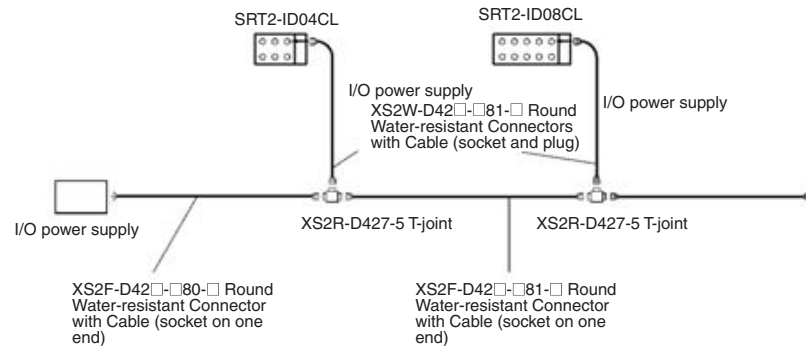 SRT2-ID04CL
SRT2-ID08CL
I/O power supply
XS2W-D42□-□81-□ Round
Water-resistant Connectors
with Cable (socket and plug)
I/O power supply
I/O power supply
XS2R-D427-5 T-joint
XS2R-D427-5 T-joint
XS2F-D42□-□80-□ Round
Water-resistant Connector
with Cable (socket on one
end)
XS2F-D42□-□81-□ Round
Water-resistant Connector
with Cable (socket on one
end)